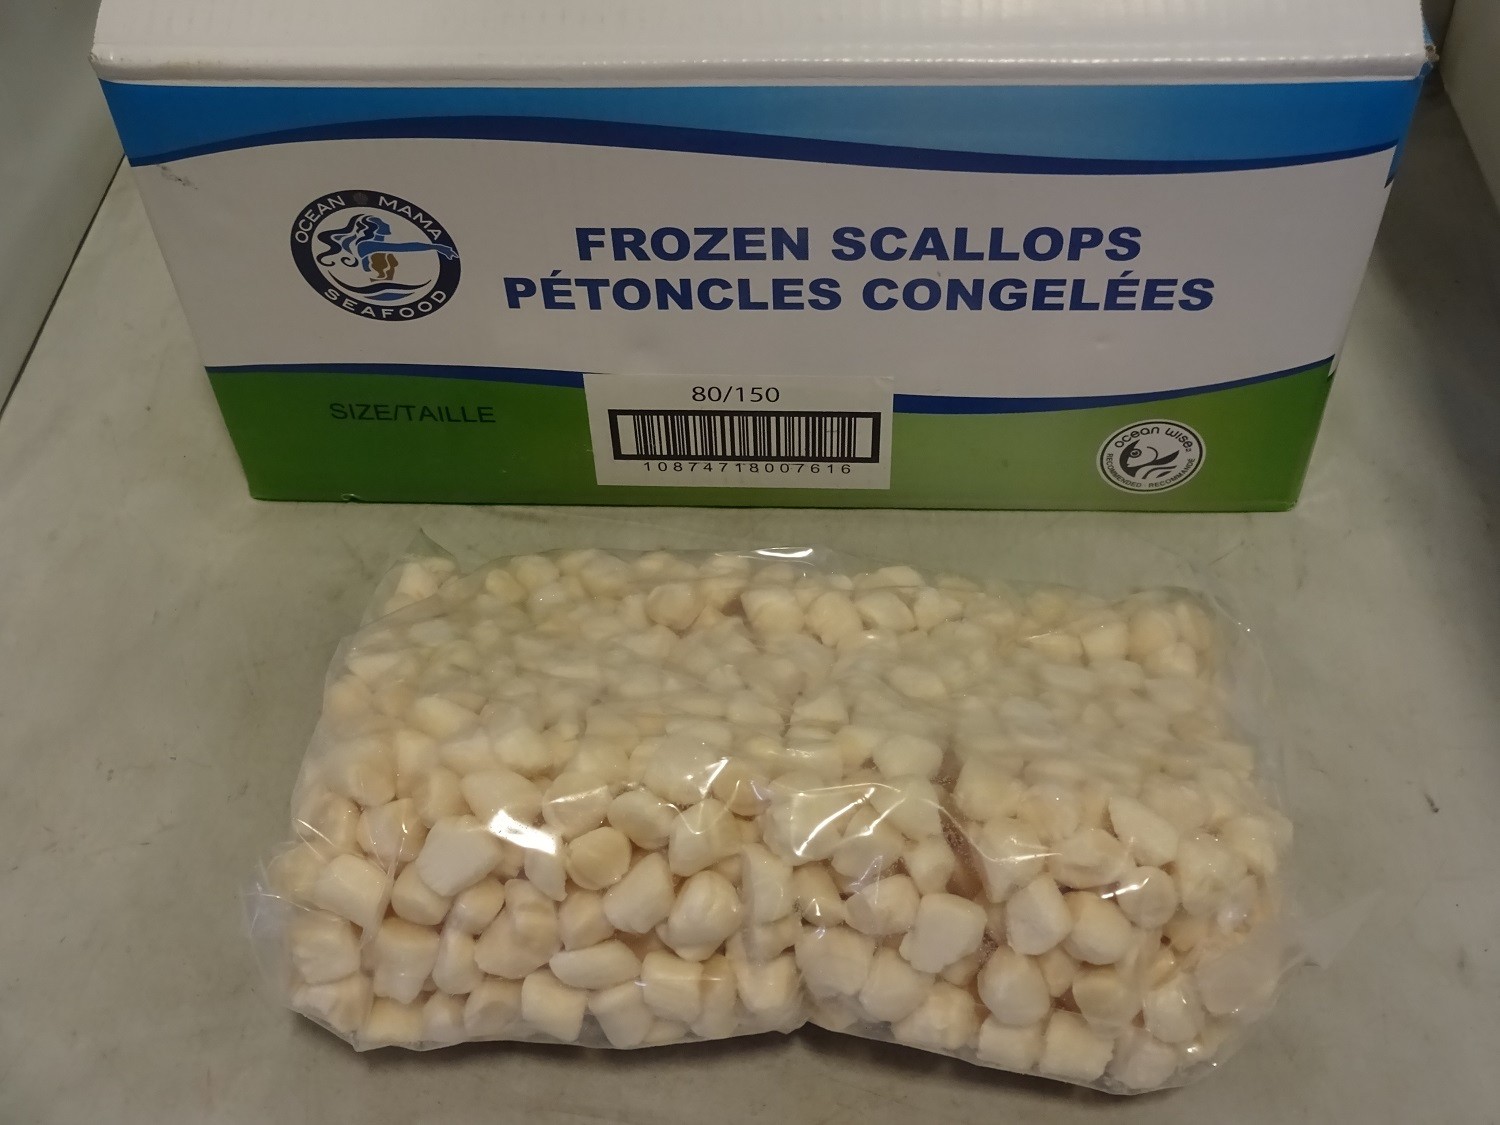 OCEAN MAMA
SEAFOOD
FROZEN SCALLOPS
PÉTONCLES CONGELÉES
SIZE/TAILLE
80/150
10874718007616
ocean wise
RECOMMENDED · RECOMMANDÉ